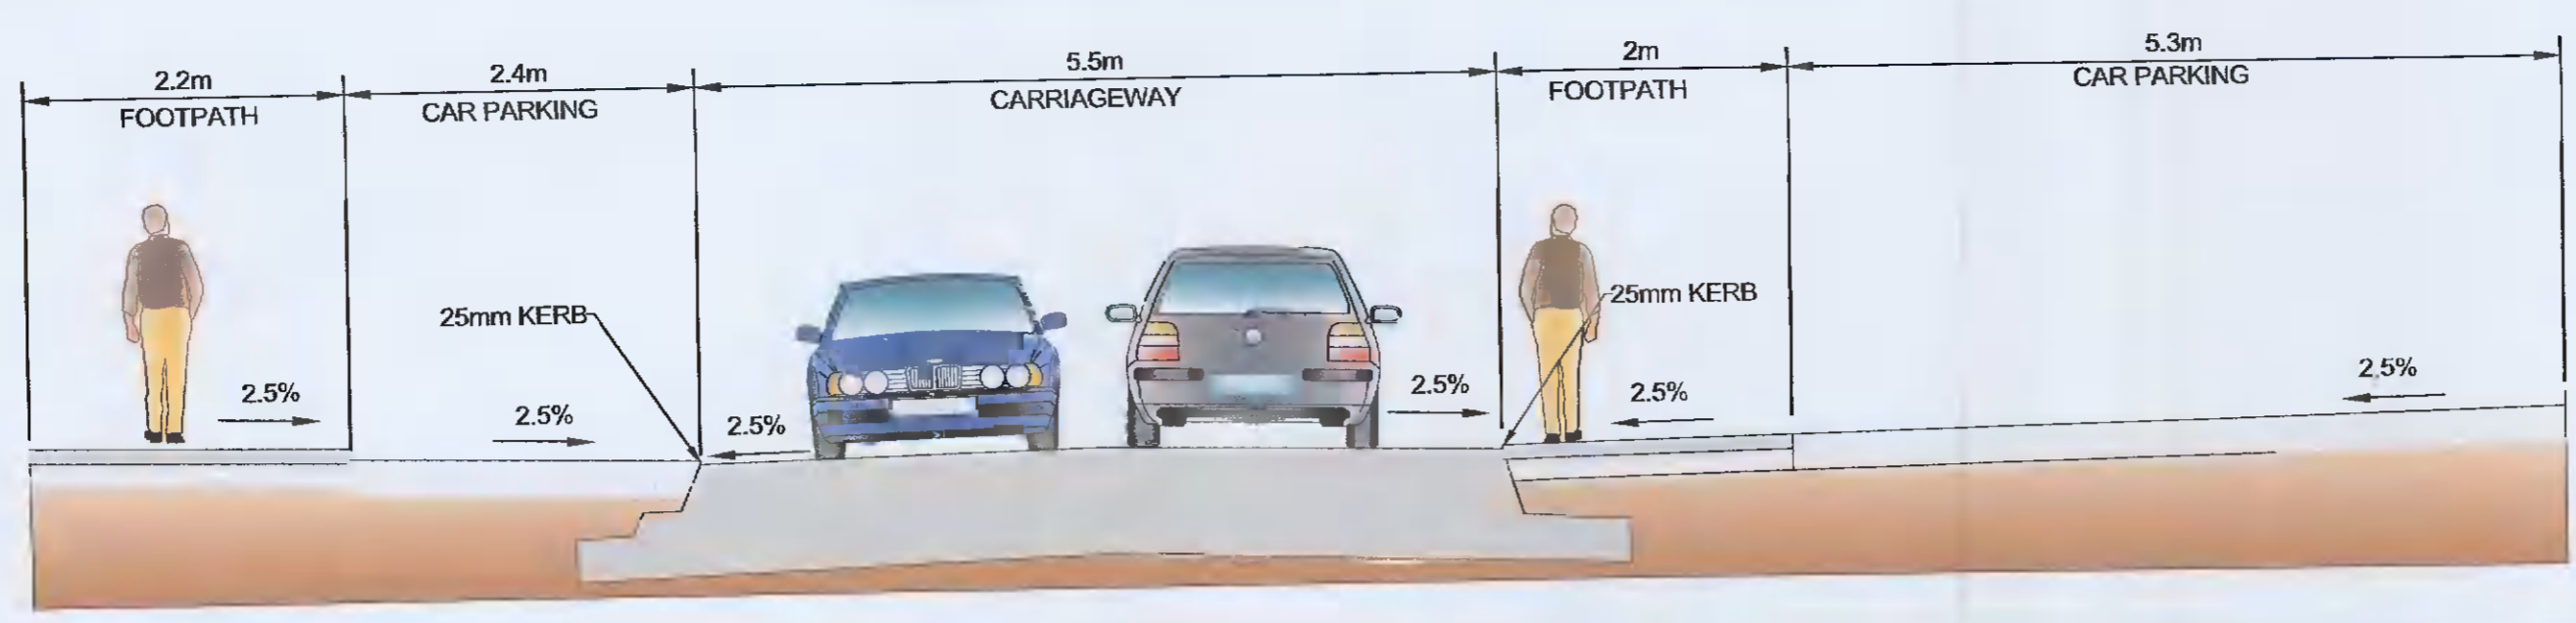 2.2m
FOOTPATH
2.4m
CAR PARKING
5.5m
CARRIAGEWAY
2m
FOOTPATH
5.3m
CAR PARKING
25mm KERB
25mm KERB
2.5%
2.5%
2.5%
2.5%
2.5%
2.5%